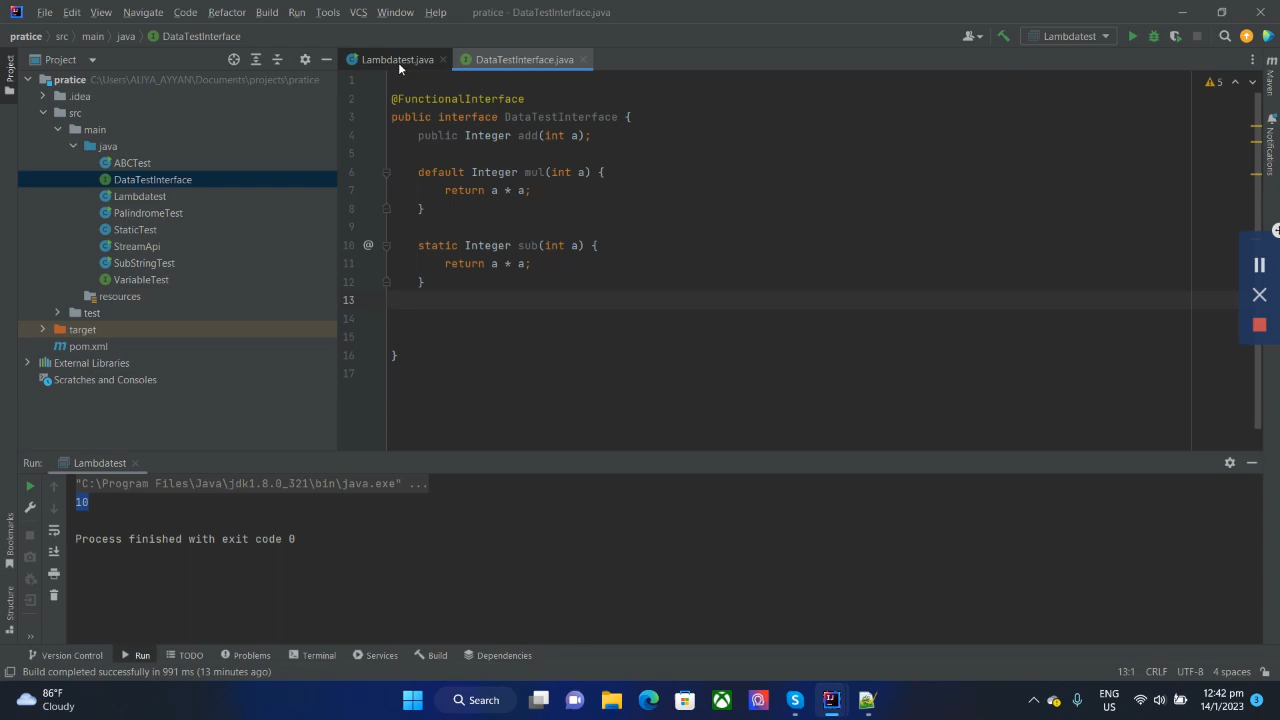 File Edit View Navigate Code Refactor Build Run Tools VCS Window Help pratice - DataTestInterface.java
pratice src main java DataTestInterface Lambdatest
Project
Project
Lambdatest.java
DataTestInterface.java
pratice C:\Users\ALIYA_AYYAN\Documents\projects\pratice
.idea
src
main
java
ABCTest
DataTestInterface
Lambdatest
PalindromeTest
StaticTest
StreamApi
SubStringTest
VariableTest
resources
test
target
pom.xml
External Libraries
Scratches and Consoles
1
2 @FunctionalInterface
3 public interface DataTestInterface {
4 public Integer add(int a);
5
6 default Integer mul(int a) {
7 return a * a;
8 }
9
10 @ static Integer sub(int a) {
11 return a * a;
12 }
13
14
15
16 }
17
5
Maven
Notifications
Run: Lambdatest
"C:\Program Files\Java\jdk1.8.0_321\bin\java.exe" ...
10
Process finished with exit code 0
Bookmarks
Structure
Version Control Run TODO Problems Terminal Services Build Dependencies
Build completed successfully in 991 ms (13 minutes ago) 13:1 CRLF UTF-8 4 spaces
86°F
Cloudy
Search
ENG
US
12:42 pm
14/1/2023
3